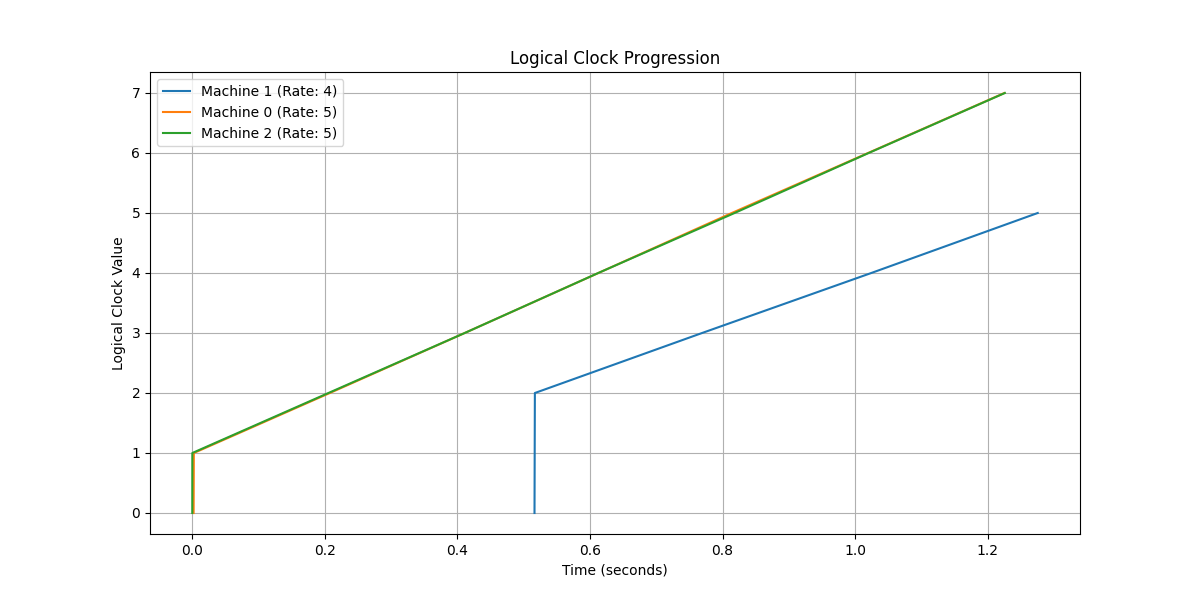 Logical Clock Progression
Machine 1 (Rate: 4)
Machine 0 (Rate: 5)
Machine 2 (Rate: 5)
Logical Clock Value
7
6
5
4
3
2
1
0
0.0 0.2 0.4 0.6 0.8 1.0 1.2
Time (seconds)